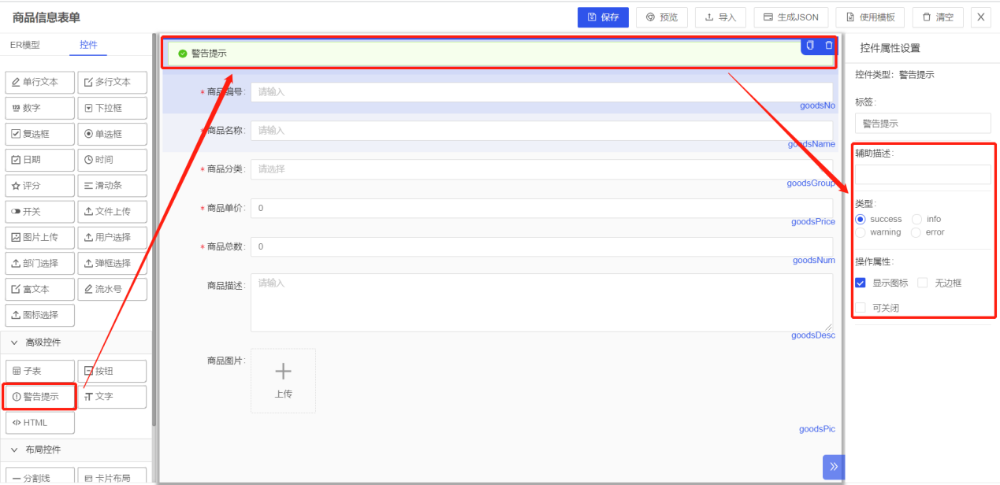 商品信息表单
保存 预览 导入 生成JSON 使用模板 清空
ER模型 控件
单行文本 多行文本
数字 下拉框
复选框 单选框
日期 时间
评分 滑动条
开关 文件上传
图片上传 用户选择
部门选择 弹框选择
富文本 流水号
图标选择
高级控件
子表 按钮
警告提示 文字
HTML
布局控件
分割线 卡片布局
警告提示
*商品编号: 请输入
goodsNo
*商品名称: 请输入
goodsName
*商品分类: 请选择
goodsGroup
*商品单价: 0
goodsPrice
*商品总数: 0
goodsNum
商品描述: 请输入
goodsDesc
商品图片:
上传
goodsPic
控件属性设置
控件类型: 警告提示
标签:
警告提示
辅助描述:
类型:
success info
warning error
操作属性:
显示图标 无边框
可关闭